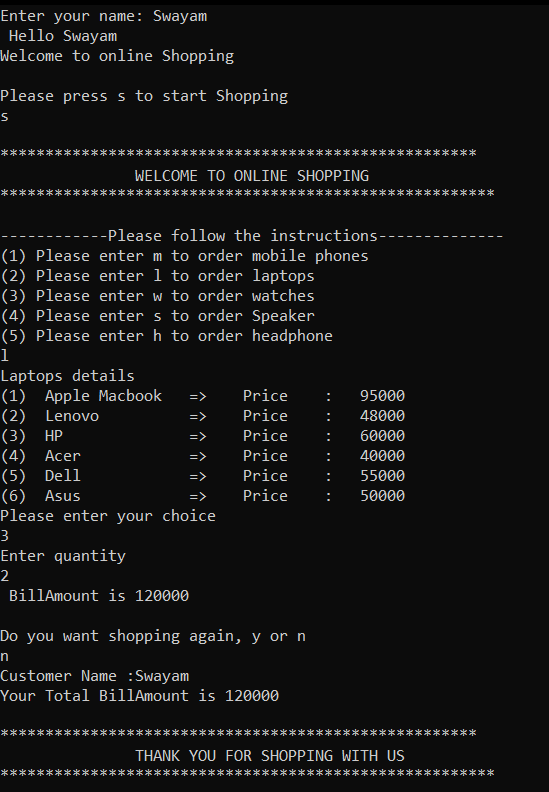 Enter your name: Swayam
 Hello Swayam
Welcome to online Shopping

Please press s to start Shopping
s

*****************************************************
               WELCOME TO ONLINE SHOPPING
*******************************************************

------------Please follow the instructions--------------
(1) Please enter m to order mobile phones
(2) Please enter l to order laptops
(3) Please enter w to order watches
(4) Please enter s to order Speaker
(5) Please enter h to order headphone
l
Laptops details
(1)  Apple Macbook   =>    Price    :   95000
(2)  Lenovo          =>    Price    :   48000
(3)  HP              =>    Price    :   60000
(4)  Acer            =>    Price    :   40000
(5)  Dell            =>    Price    :   55000
(6)  Asus            =>    Price    :   50000
Please enter your choice
3
Enter quantity
2
 BillAmount is 120000

Do you want shopping again, y or n
n
Customer Name :Swayam
Your Total BillAmount is 120000

*****************************************************
               THANK YOU FOR SHOPPING WITH US
*******************************************************